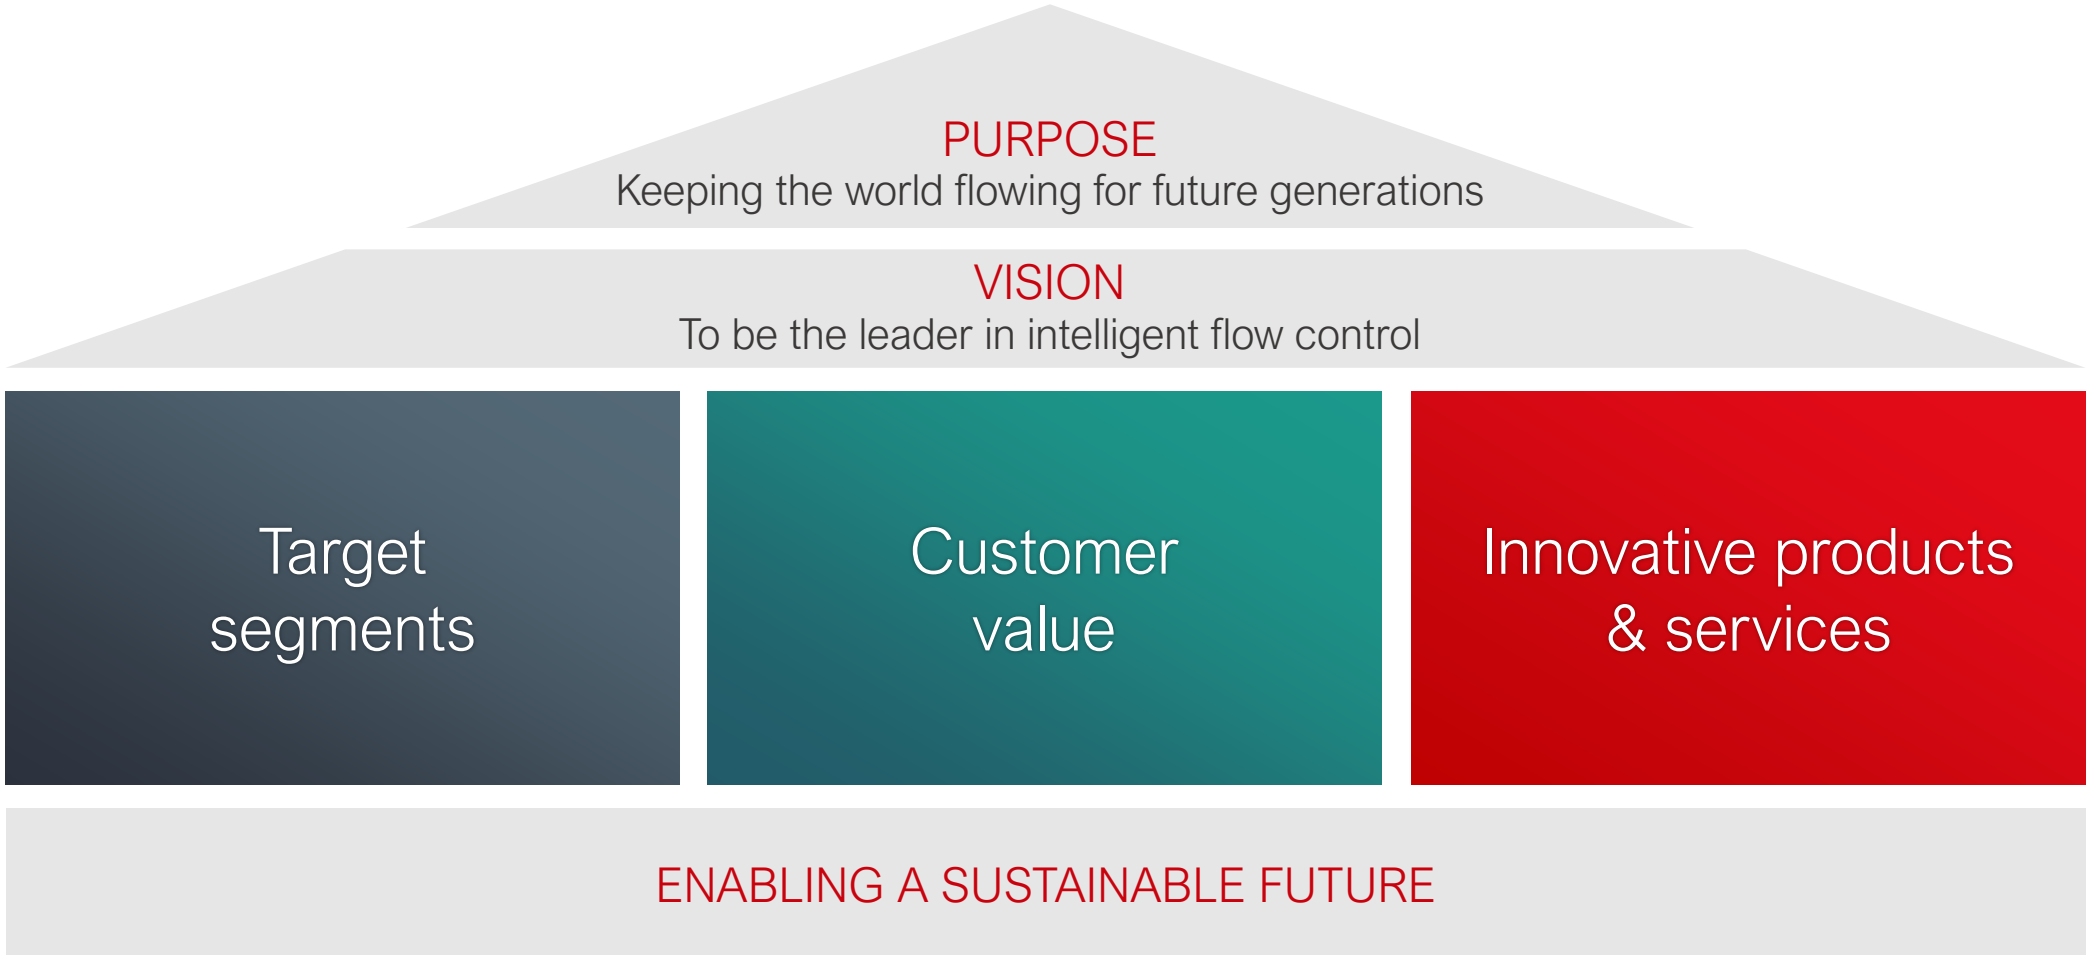 PURPOSE
Keeping the world flowing for future generations
VISION
To be the leader in intelligent flow control
Target
segments
Customer
value
Innovative products
& services
ENABLING A SUSTAINABLE FUTURE